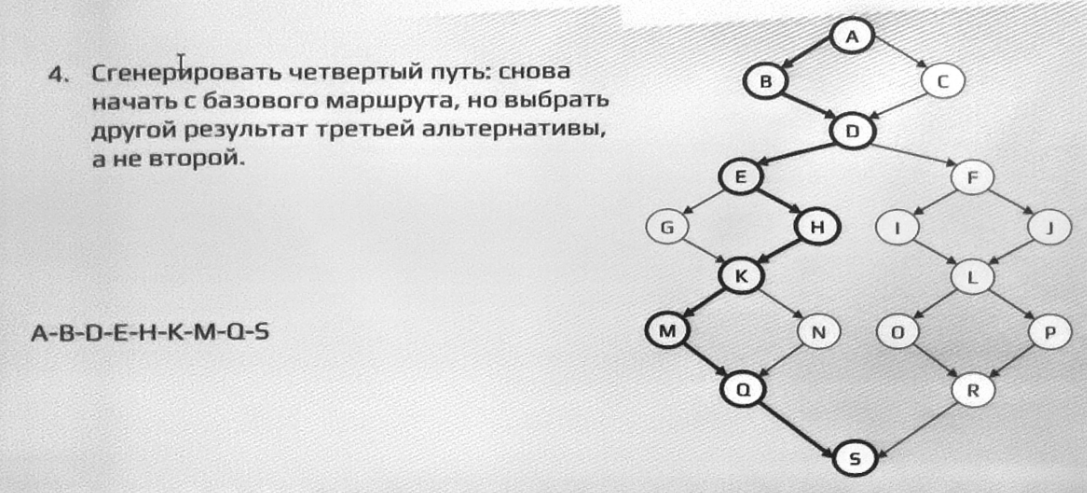 4. Сгенерировать четвертый путь: снова
начать с базового маршрута, но выбрать
другой результат третьей альтернативы,
а не второй.
A-B-D-E-H-K-M-Q-S
A
B
C
D
E
F
G
H
I
J
K
L
M
N
O
P
Q
R
S